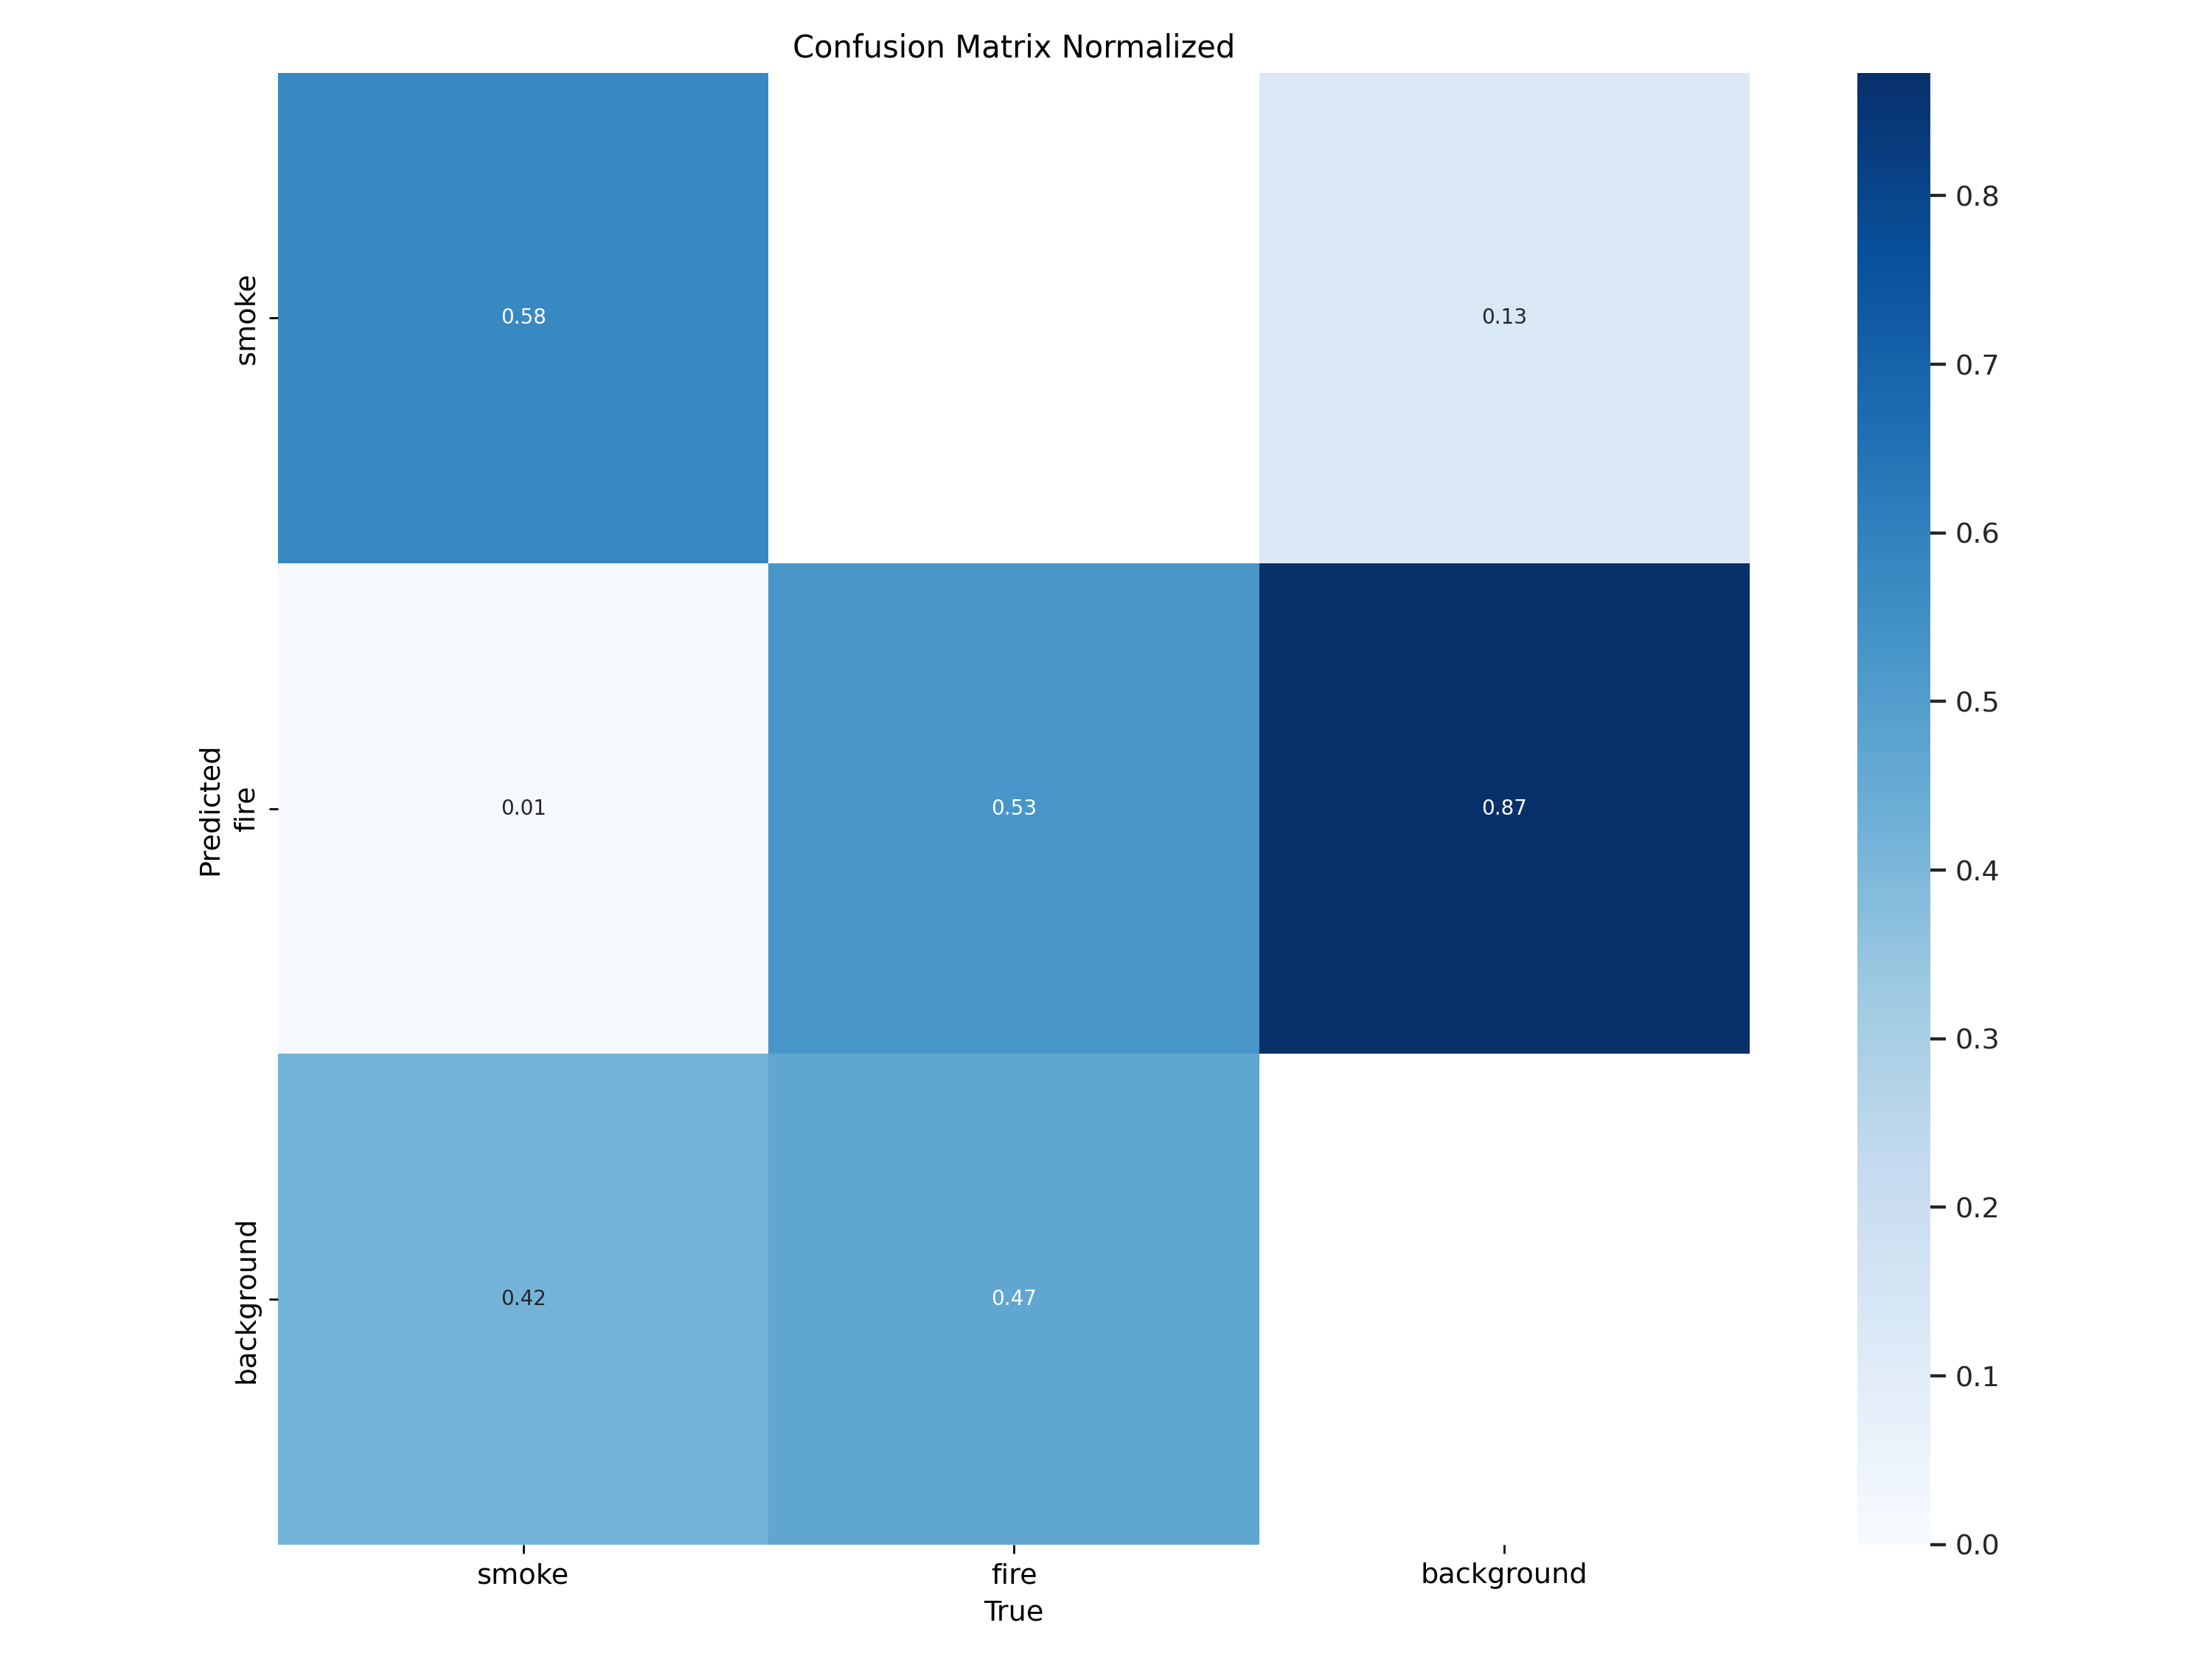 Confusion Matrix Normalized
Predicted
smoke
0.58
0.13
fire
0.01
0.53
0.87
background
0.42
0.47
smoke
fire
background
True
0.8
0.7
0.6
0.5
0.4
0.3
0.2
0.1
0.0